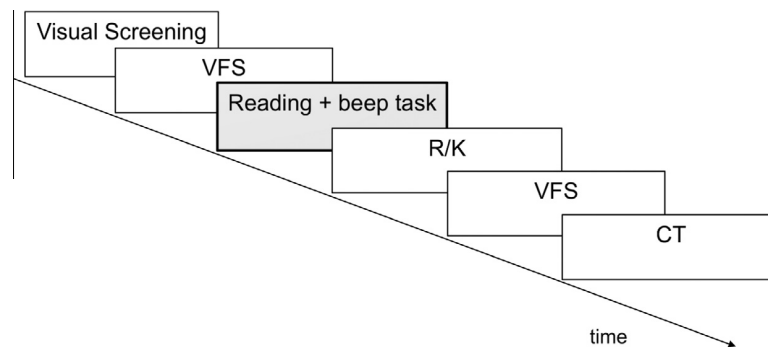 Visual Screening
VFS
Reading + beep task
R/K
VFS
CT
time